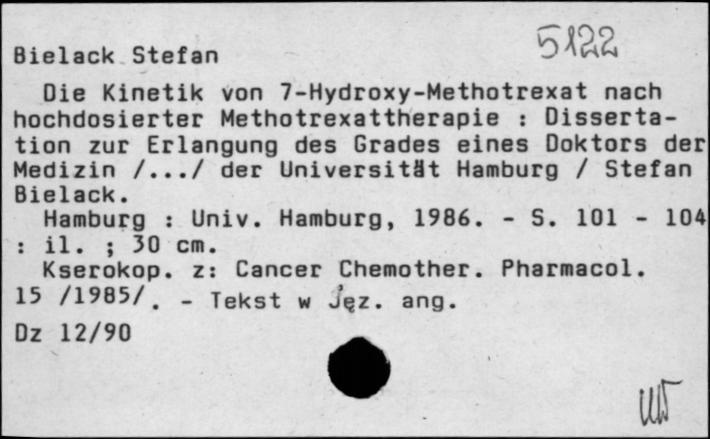 5122
Bielack Stefan
Die Kinetik von 7-Hydroxy-Methotrexat nach
hochdosierter Methotrexattherapie : Disserta-
tion zur Erlangung des Grades eines Doktors der
Medizin /.../ der Universität Hamburg / Stefan
Bielack.
Hamburg : Univ. Hamburg, 1986. - S. 101 - 104
: il. ; 30 cm.
Kserokop. z: Cancer Chemother. Pharmacol.
15 /1985/. - Tekst w Jęz. ang.
Dz 12/90